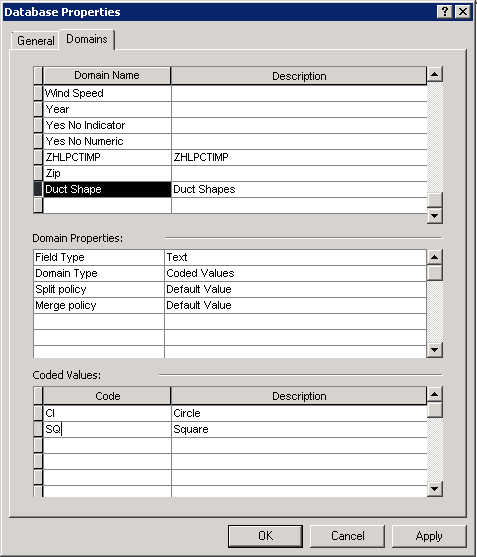 Database Properties
General Domains
Domain Name Description
Wind Speed
Year
Yes No Indicator
Yes No Numeric
ZHLPCTIMP ZHLPCTIMP
Zip
Duct Shape Duct Shapes
Domain Properties:
Field Type Text
Domain Type Coded Values
Split policy Default Value
Merge policy Default Value
Coded Values:
Code Description
CI Circle
SQ Square
OK Cancel Apply